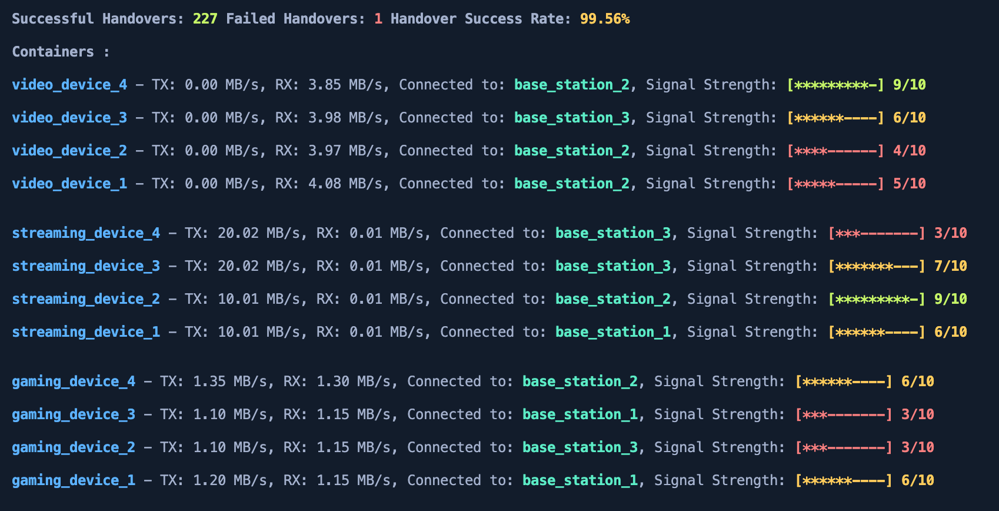 Successful Handovers: 227 Failed Handovers: 1 Handover Success Rate: 99.56%
Containers :
video_device_4 – TX: 0.00 MB/s, RX: 3.85 MB/s, Connected to: base_station_2, Signal Strength: [*********–] 9/10
video_device_3 – TX: 0.00 MB/s, RX: 3.98 MB/s, Connected to: base_station_3, Signal Strength: [******––––] 6/10
video_device_2 – TX: 0.00 MB/s, RX: 3.97 MB/s, Connected to: base_station_2, Signal Strength: [****––––––] 4/10
video_device_1 – TX: 0.00 MB/s, RX: 4.08 MB/s, Connected to: base_station_2, Signal Strength: [*****–––––] 5/10
streaming_device_4 – TX: 20.02 MB/s, RX: 0.01 MB/s, Connected to: base_station_3, Signal Strength: [***–––––––] 3/10
streaming_device_3 – TX: 20.02 MB/s, RX: 0.01 MB/s, Connected to: base_station_3, Signal Strength: [*******–––] 7/10
streaming_device_2 – TX: 10.01 MB/s, RX: 0.01 MB/s, Connected to: base_station_2, Signal Strength: [*********–] 9/10
streaming_device_1 – TX: 10.01 MB/s, RX: 0.01 MB/s, Connected to: base_station_1, Signal Strength: [******––––] 6/10
gaming_device_4 – TX: 1.35 MB/s, RX: 1.30 MB/s, Connected to: base_station_2, Signal Strength: [******––––] 6/10
gaming_device_3 – TX: 1.10 MB/s, RX: 1.15 MB/s, Connected to: base_station_1, Signal Strength: [***–––––––] 3/10
gaming_device_2 – TX: 1.10 MB/s, RX: 1.15 MB/s, Connected to: base_station_3, Signal Strength: [***–––––––] 3/10
gaming_device_1 – TX: 1.20 MB/s, RX: 1.15 MB/s, Connected to: base_station_1, Signal Strength: [******––––] 6/10